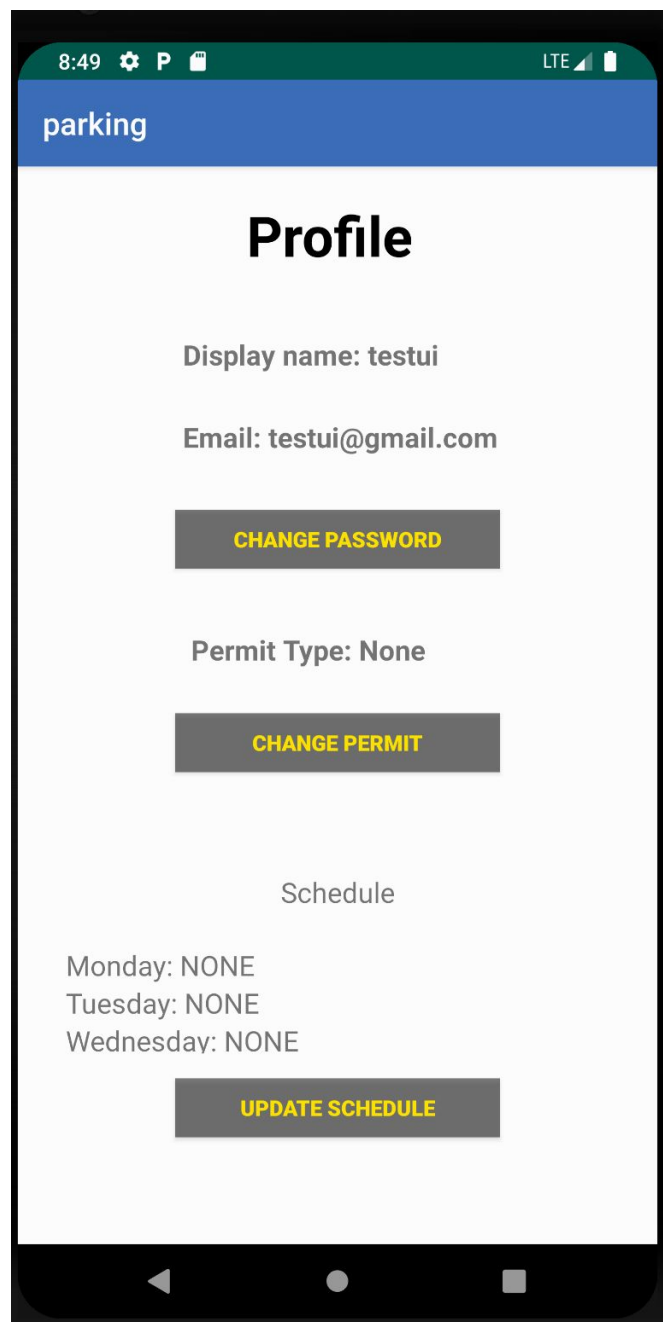 8:49 P LTE
parking
Profile
Display name: testui
Email: testui@gmail.com
CHANGE PASSWORD
Permit Type: None
CHANGE PERMIT
Schedule
Monday: NONE
Tuesday: NONE
Wednesday: NONE
UPDATE SCHEDULE